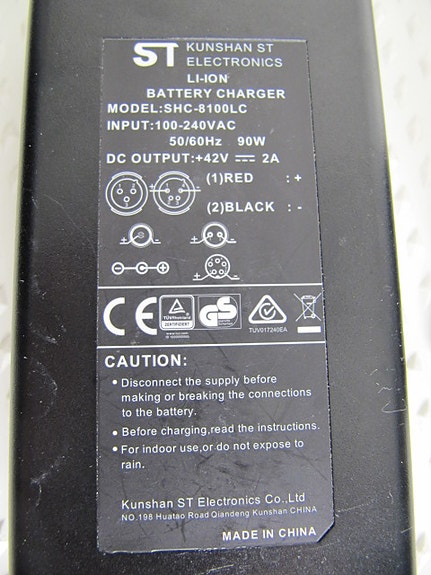 ST KUNSHAN ST
ELECTRONICS
LI-ION
BATTERY CHARGER
MODEL:SHC-8100LC
INPUT:100-240VAC
50/60Hz 90W
DC OUTPUT:+42V ⎓ 2A
(1)RED : +
(2)BLACK : -
+ -
+ -
- +
+ -
CE TÜVRheinland CERTIFIED GS
TUV017240EA
CAUTION:
• Disconnect the supply before
making or breaking the connections
to the battery.
• Before charging,read the instructions.
• For indoor use,or do not expose to
rain.
Kunshan ST Electronics Co.,Ltd
NO.198 Huatao Road Qiandeng Kunshan CHINA
MADE IN CHINA